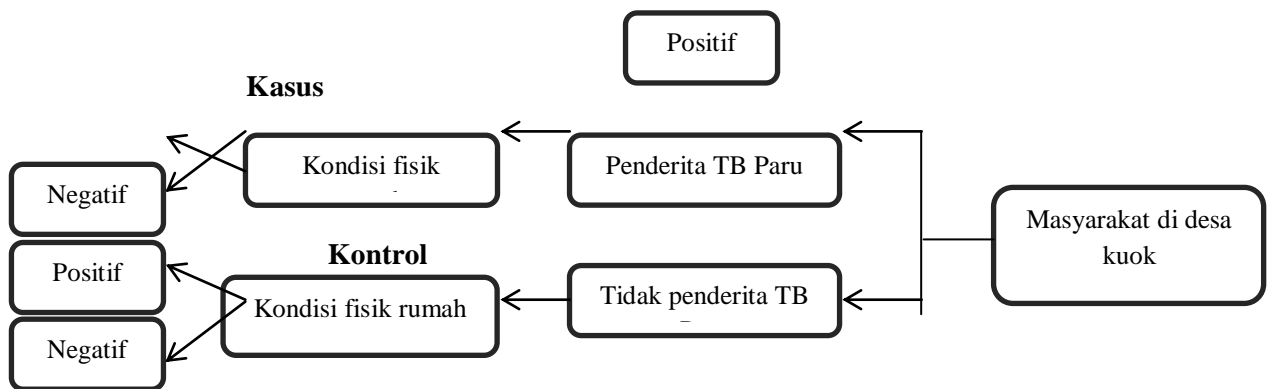 Positif
Kasus
Kondisi fisik
Penderita TB Paru
Negatif
Masyarakat di desa
kuok
Kontrol
Positif
Kondisi fisik rumah
Tidak penderita TB
Negatif